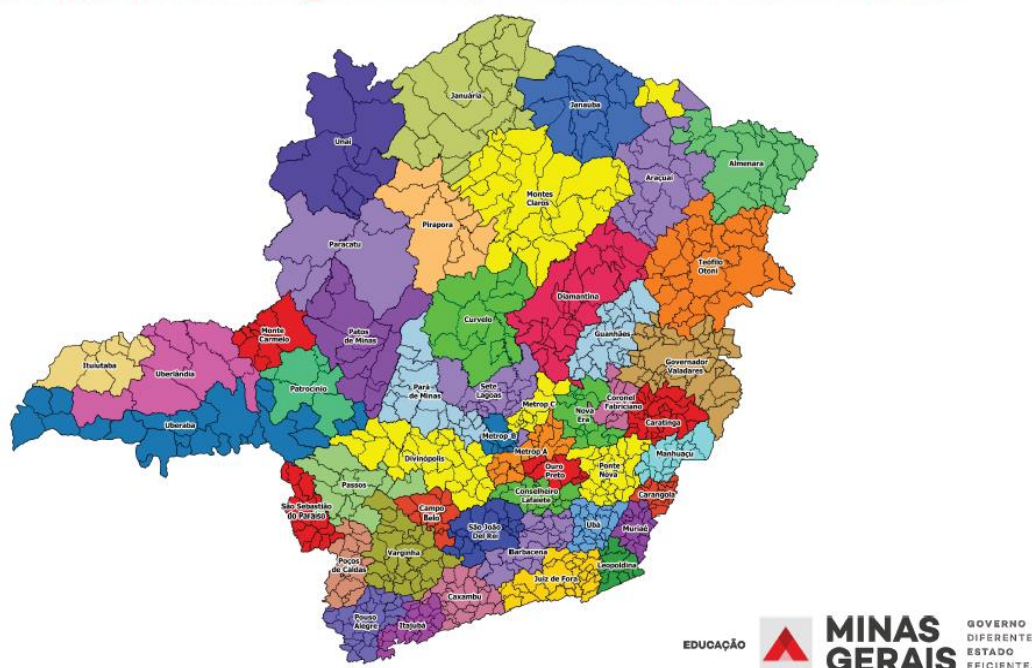 Januária
Janauba
Unaí
Almenara
Araçuaí
Montes
Claros
Pirapora
Paracatu
Teófilo
Otoni
Diamantina
Curvelo
Guanhães
Monte
Carmelo
Patos
de Minas
Governador
Valadares
Ituiutaba
Uberlândia
Patrocínio
Pará
de Minas
Sete
Lagoas
Coronel
Fabriciano
Metrop C
Nova
Era
Caratinga
Uberaba
Metrop B
Metrop A
Manhuaçu
Divinópolis
Ouro
Preto
Ponte
Nova
Passos
Conselheiro
Lafaiete
Carangola
São Sebastião
do Paraíso
Campo
Belo
São João
Del Rei
Ubá
Muriaé
Varginha
Barbacena
Poços
de Caldas
Leopoldina
Juiz de Fora
Caxambu
Pouso
Alegre
Itajubá
EDUCAÇÃO
MINAS
GERAIS
GOVERNO
DIFERENTE
ESTADO
EFICIENTE